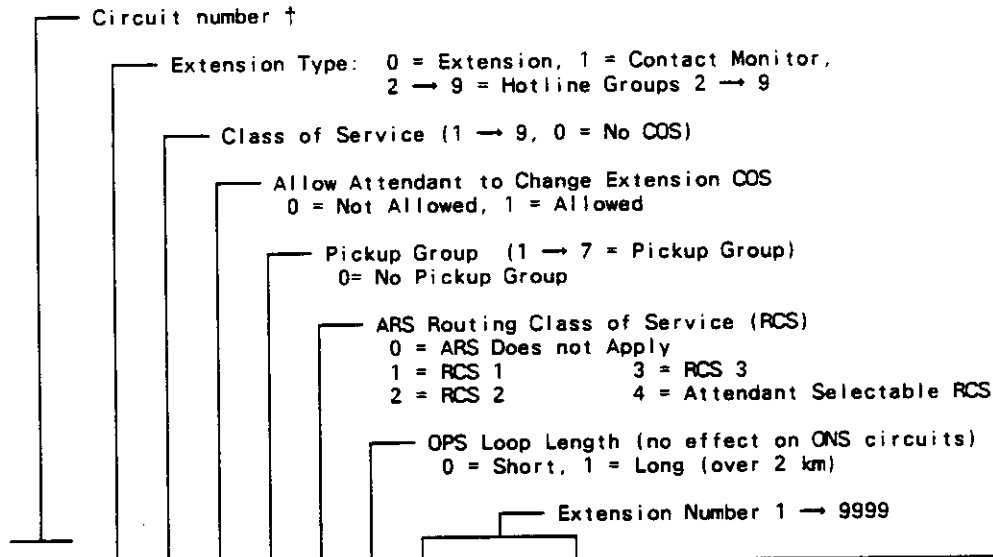 Circuit number †
Extension Type: 0 = Extension, 1 = Contact Monitor,
2 → 9 = Hotline Groups 2 → 9
Class of Service (1 → 9, 0 = No COS)
Allow Attendant to Change Extension COS
0 = Not Allowed, 1 = Allowed
Pickup Group (1 → 7 = Pickup Group)
0= No Pickup Group
ARS Routing Class of Service (RCS)
0 = ARS Does not Apply
1 = RCS 1 3 = RCS 3
2 = RCS 2 4 = Attendant Selectable RCS
OPS Loop Length (no effect on ONS circuits)
0 = Short, 1 = Long (over 2 km)
Extension Number 1 → 9999